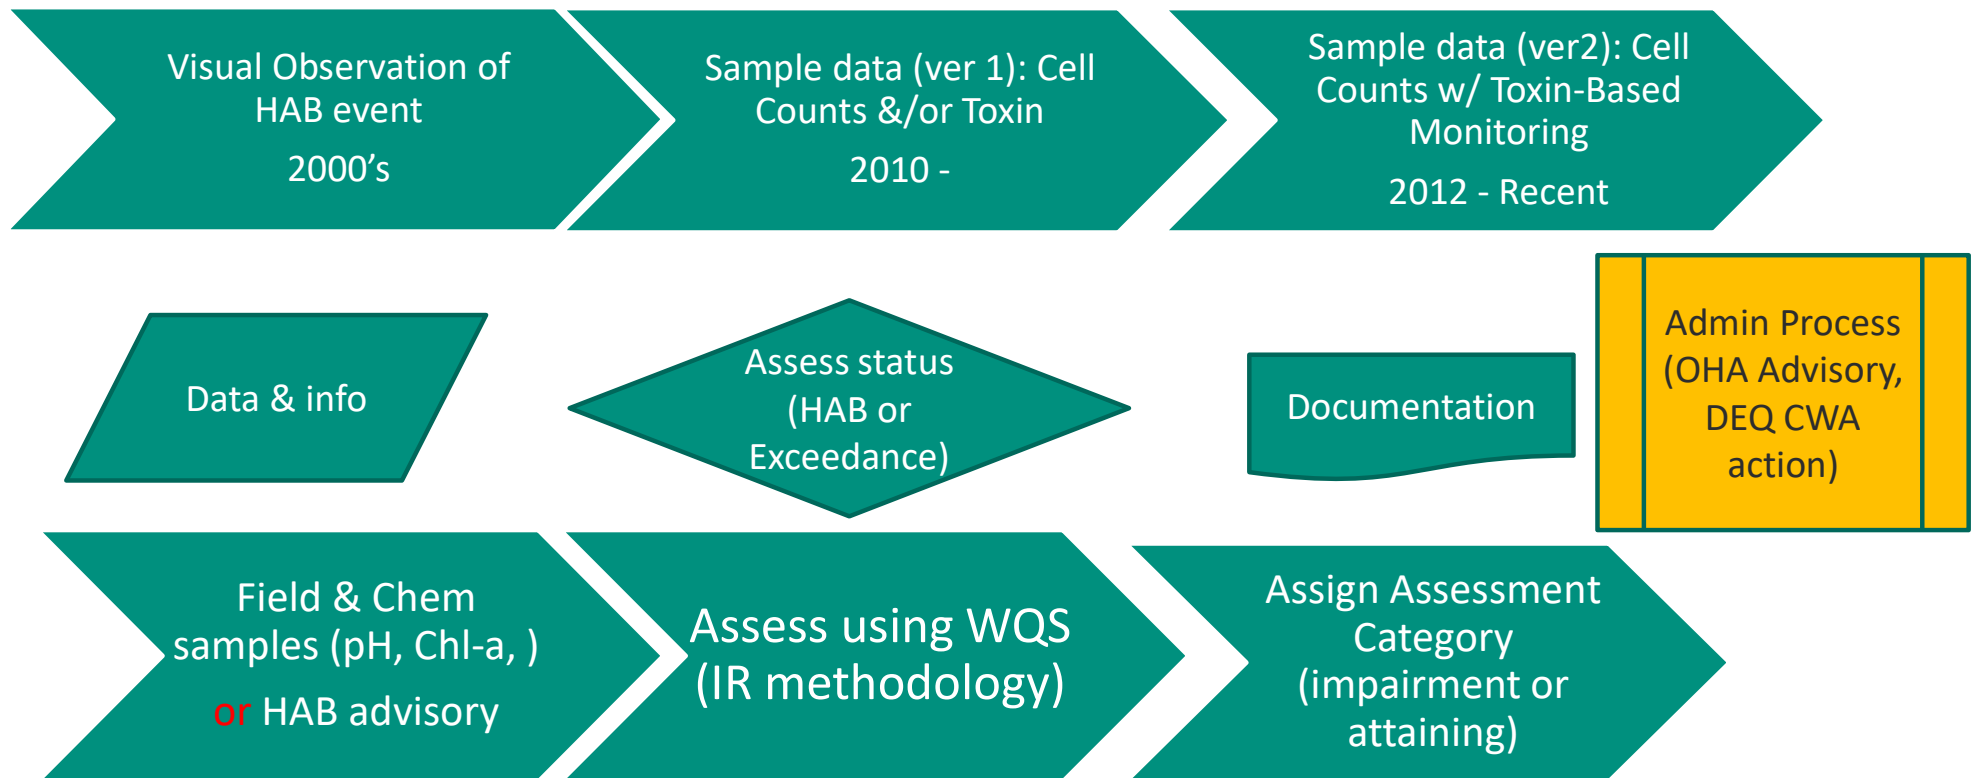 Visual Observation of
HAB event
2000’s
Sample data (ver 1): Cell
Counts &/or Toxin
2010 -
Sample data (ver2): Cell
Counts w/ Toxin-Based
Monitoring
2012 - Recent
Data & info
Assess status
(HAB or
Exceedance)
Documentation
Admin Process
(OHA Advisory,
DEQ CWA
action)
Field & Chem
samples (pH, Chl-a, )
or HAB advisory
Assess using WQS
(IR methodology)
Assign Assessment
Category
(impairment or
attaining)